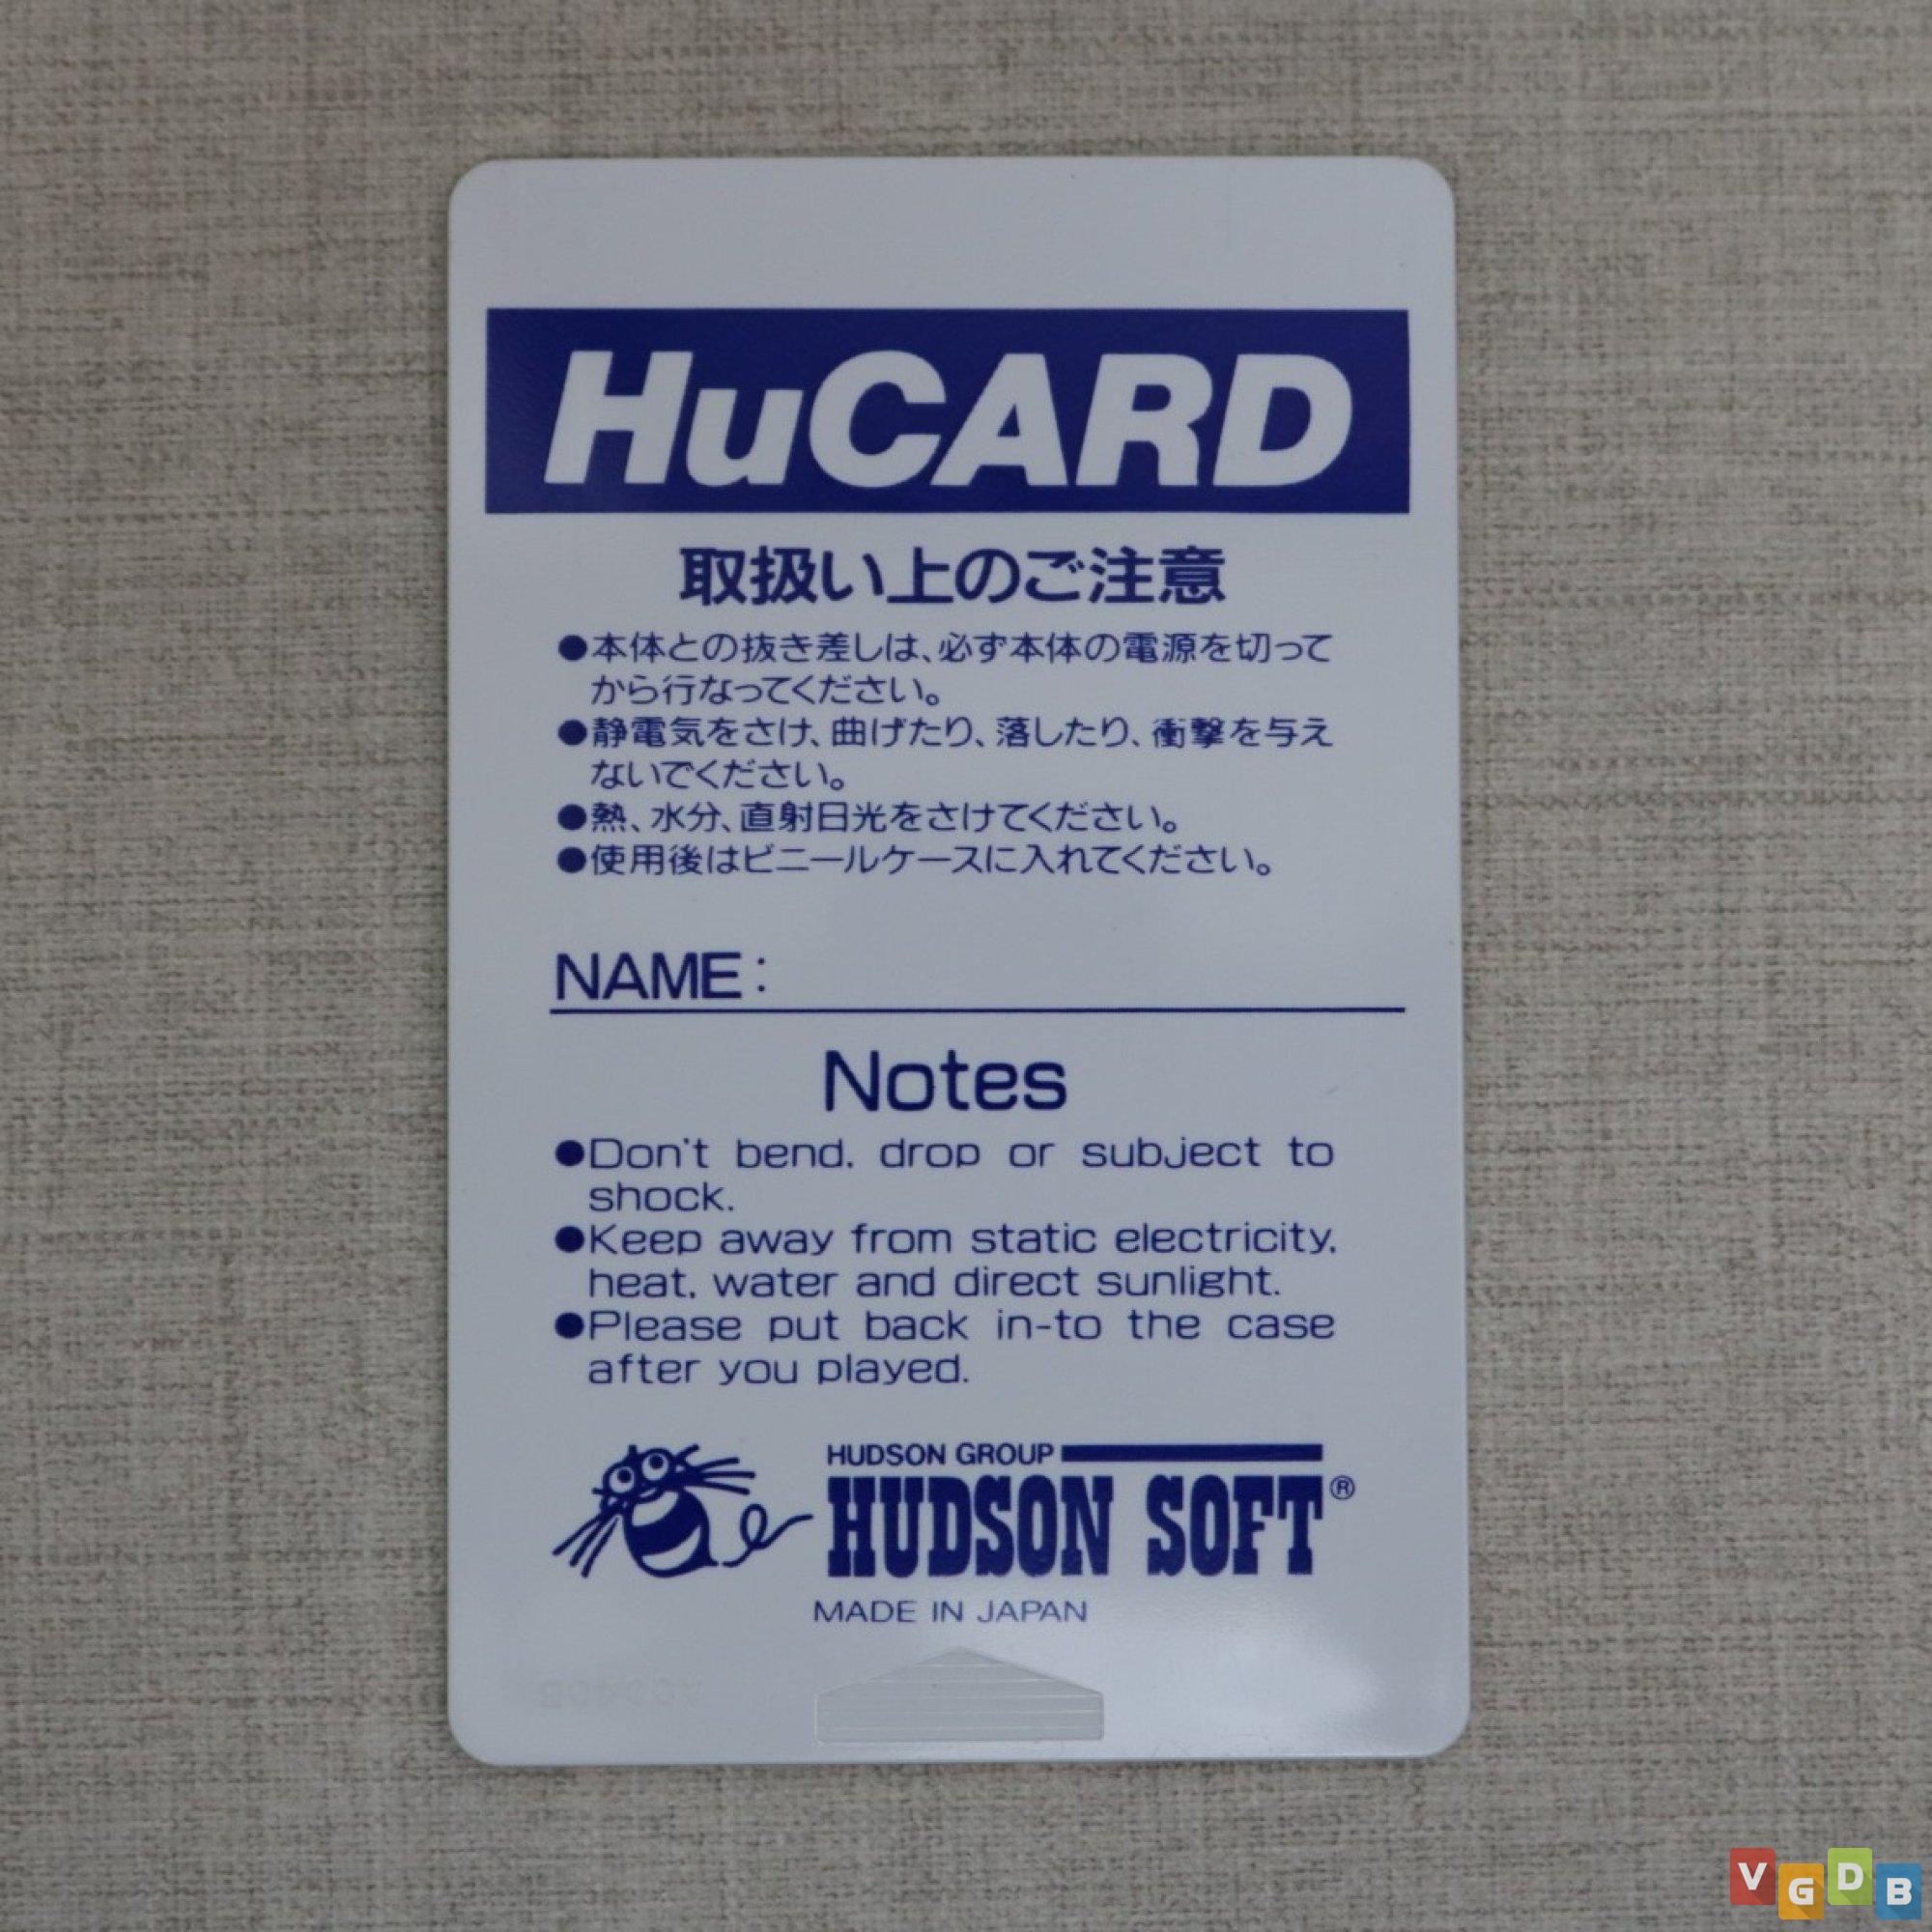 HuCARD
取扱い上のご注意
●本体との抜き差しは、必ず本体の電源を切って
から行なってください。
●静電気をさけ、曲げたり、落したり、衝撃を与え
ないでください。
●熱、水分、直射日光をさけてください。
●使用後はビニールケースに入れてください。
NAME:
Notes
●Don't bend, drop or subject to
shock.
●Keep away from static electricity,
heat, water and direct sunlight.
●Please put back in-to the case
after you played.
HUDSON GROUP
HUDSON SOFT®
MADE IN JAPAN
VGDB